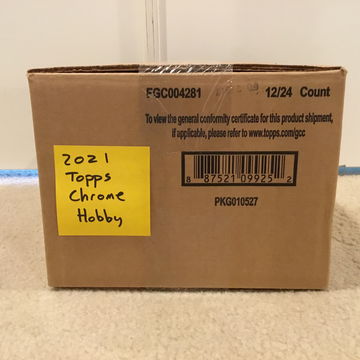 FGC004281 12/24 Count
To view the general conformity certificate for this product shipment,
if applicable, please refer to www.topps.com/gcc
8 87521 09925 2
PKG010527
2021
Topps
Chrome
Hobby